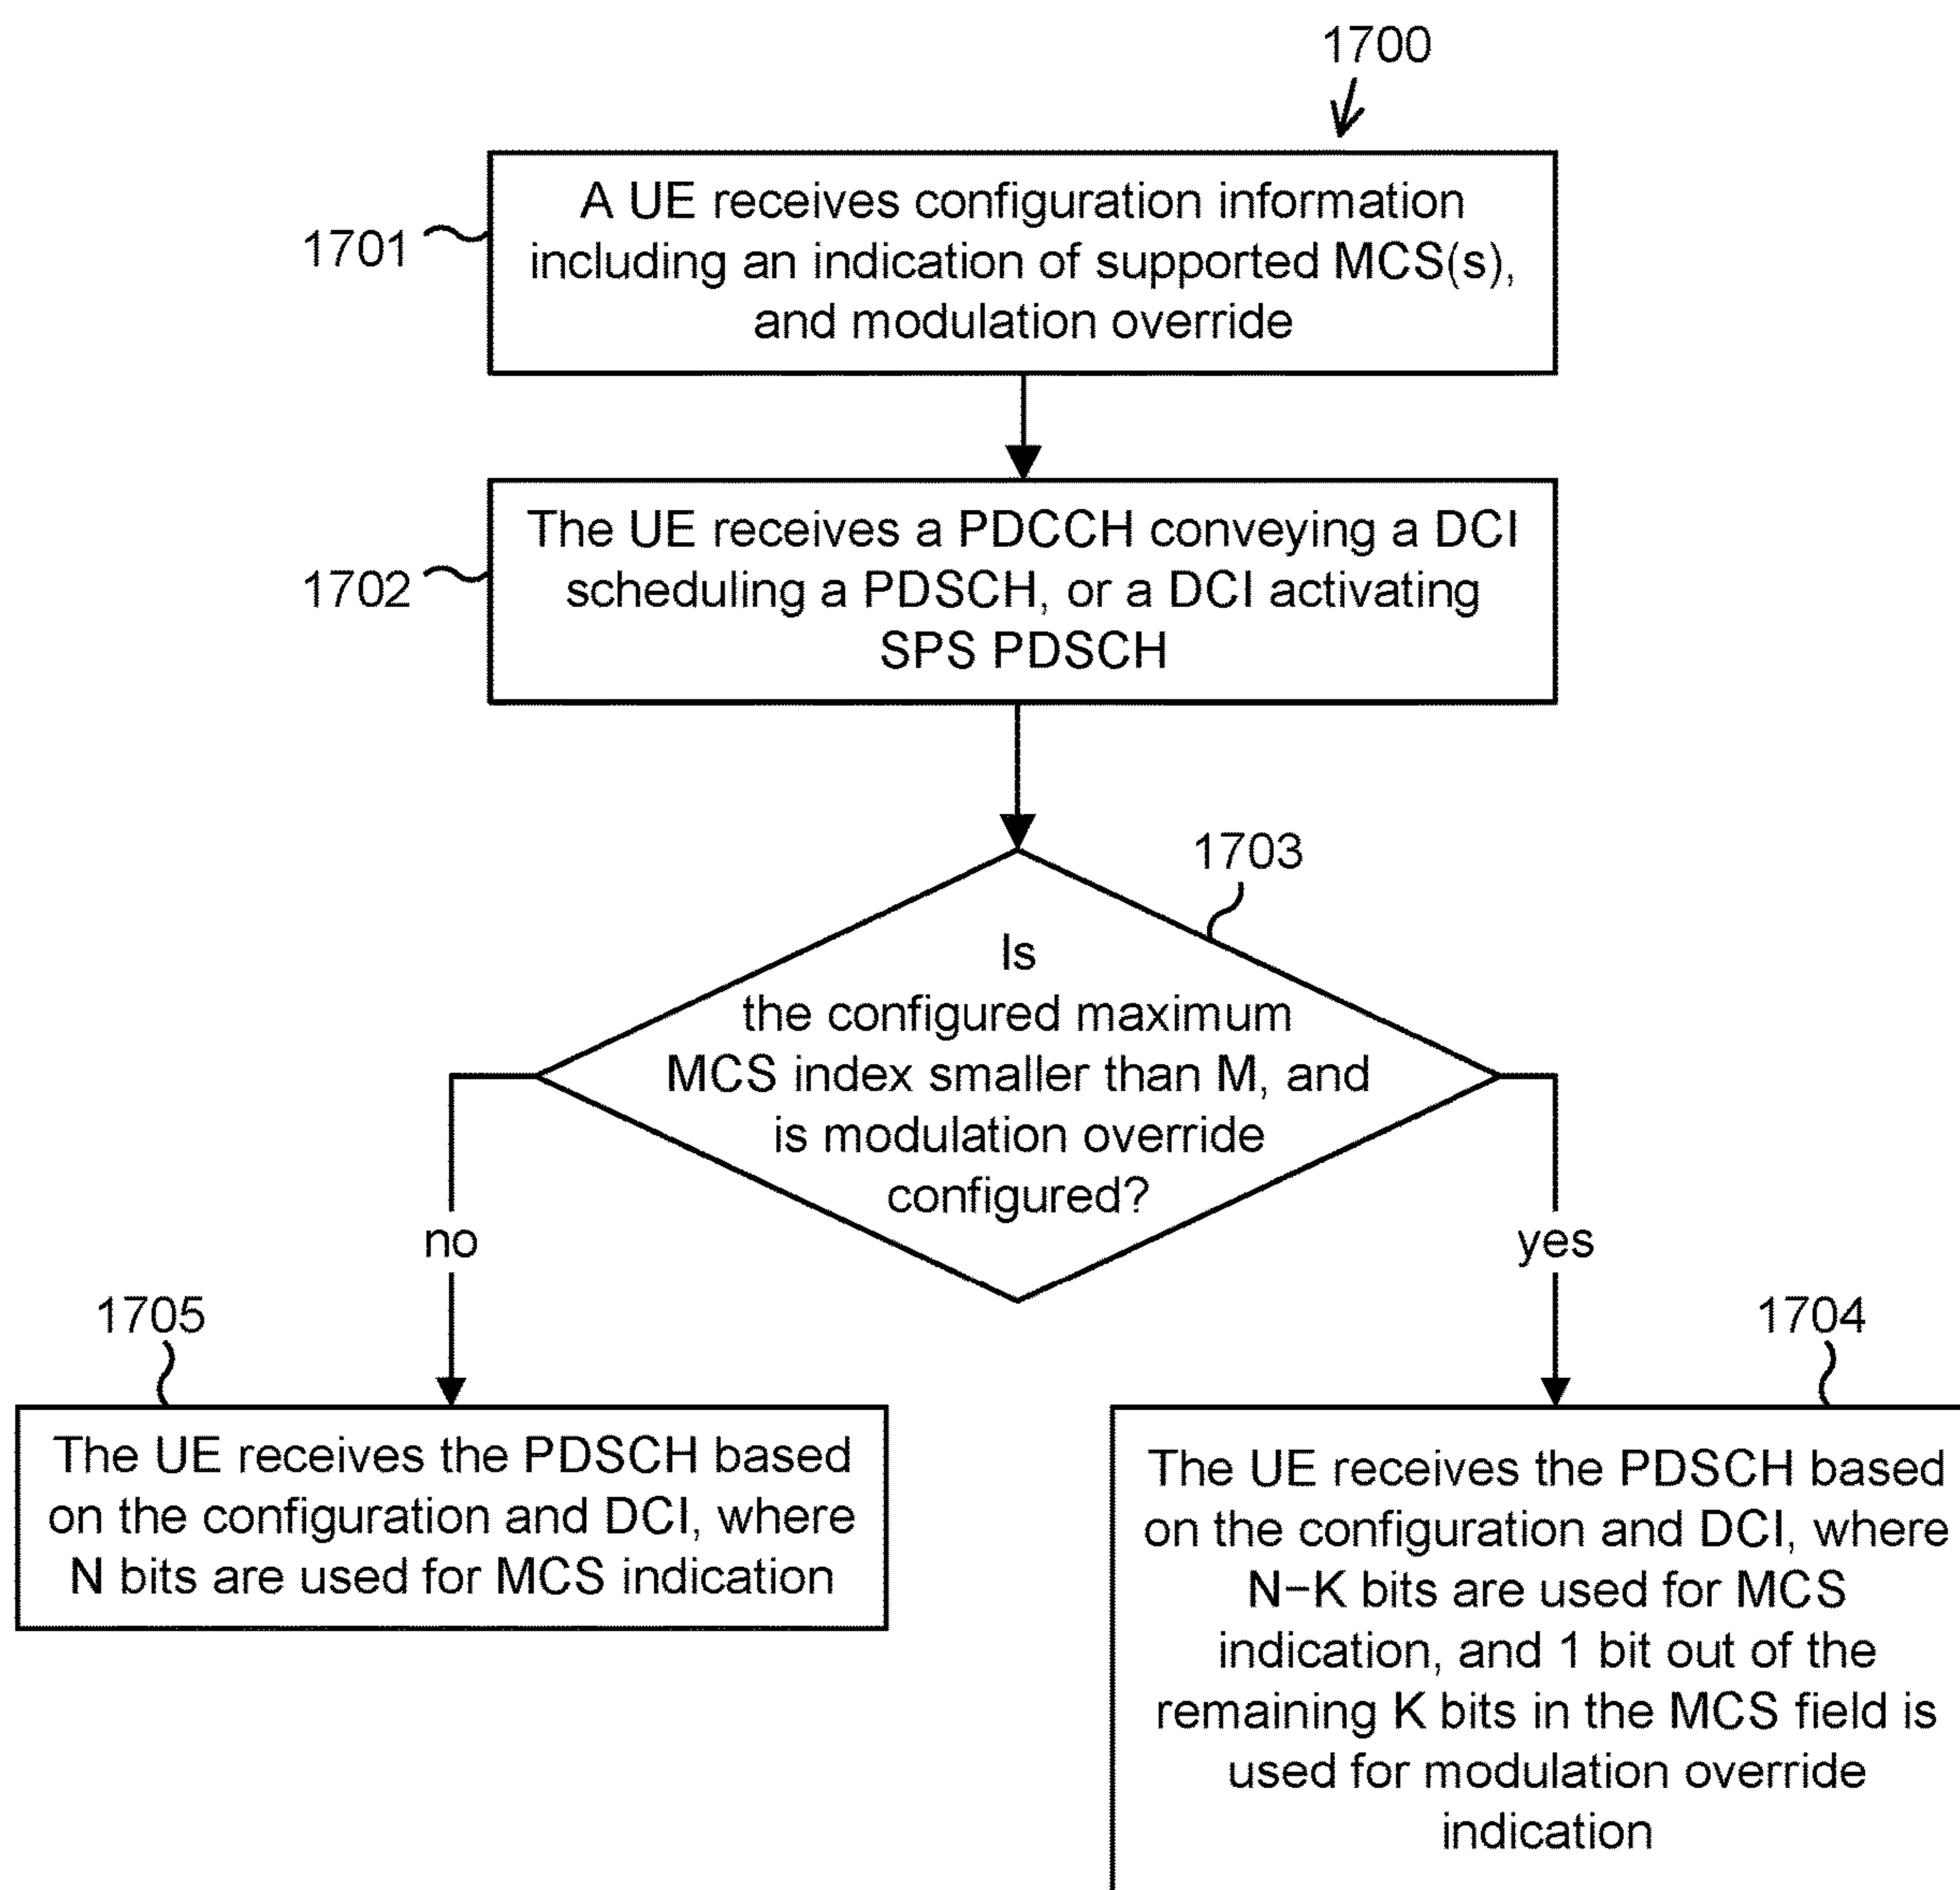 1700
1701
A UE receives configuration information
including an indication of supported MCS(s),
and modulation override
1702
The UE receives a PDCCH conveying a DCI
scheduling a PDSCH, or a DCI activating
SPS PDSCH
1703
Is
the configured maximum
MCS index smaller than M, and
is modulation override
configured?
no
yes
1705
The UE receives the PDSCH based
on the configuration and DCI, where
N bits are used for MCS indication
1704
The UE receives the PDSCH based
on the configuration and DCI, where
N−K bits are used for MCS
indication, and 1 bit out of the
remaining K bits in the MCS field is
used for modulation override
indication